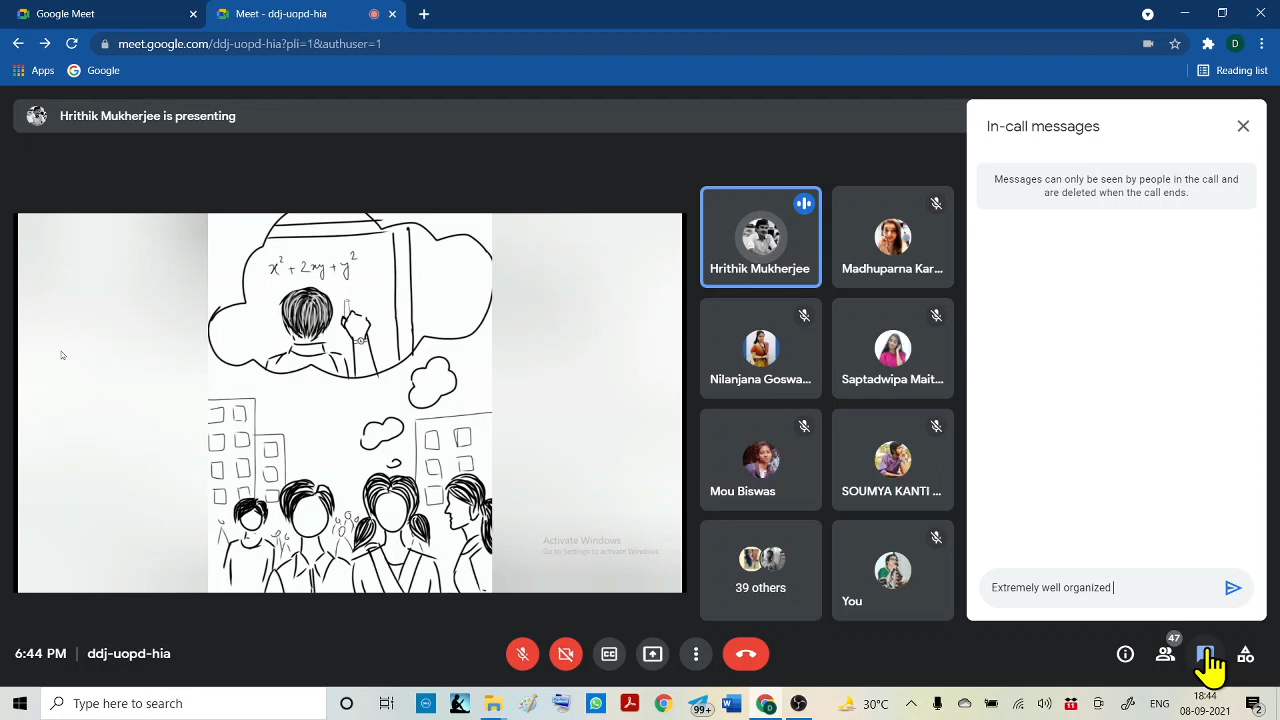 Google Meet
Meet - ddj-uopd-hia
meet.google.com/ddj-uopd-hia?pli=1&authuser=1
D
Apps
Google
Reading list
Hrithik Mukherjee is presenting
In-call messages
Messages can only be seen by people in the call and
are deleted when the call ends.
x² + 2xy + y²
Hrithik Mukherjee
Madhuparna Kar...
Nilanjana Goswa...
Saptadwipa Mait...
Mou Biswas
SOUMYA KANTI ...
Activate Windows
Go to Settings to activate Windows.
39 others
You
Extremely well organized
6:44 PM
ddj-uopd-hia
47
Type here to search
99+
30°C
ENG
18:44
08-09-2021
2